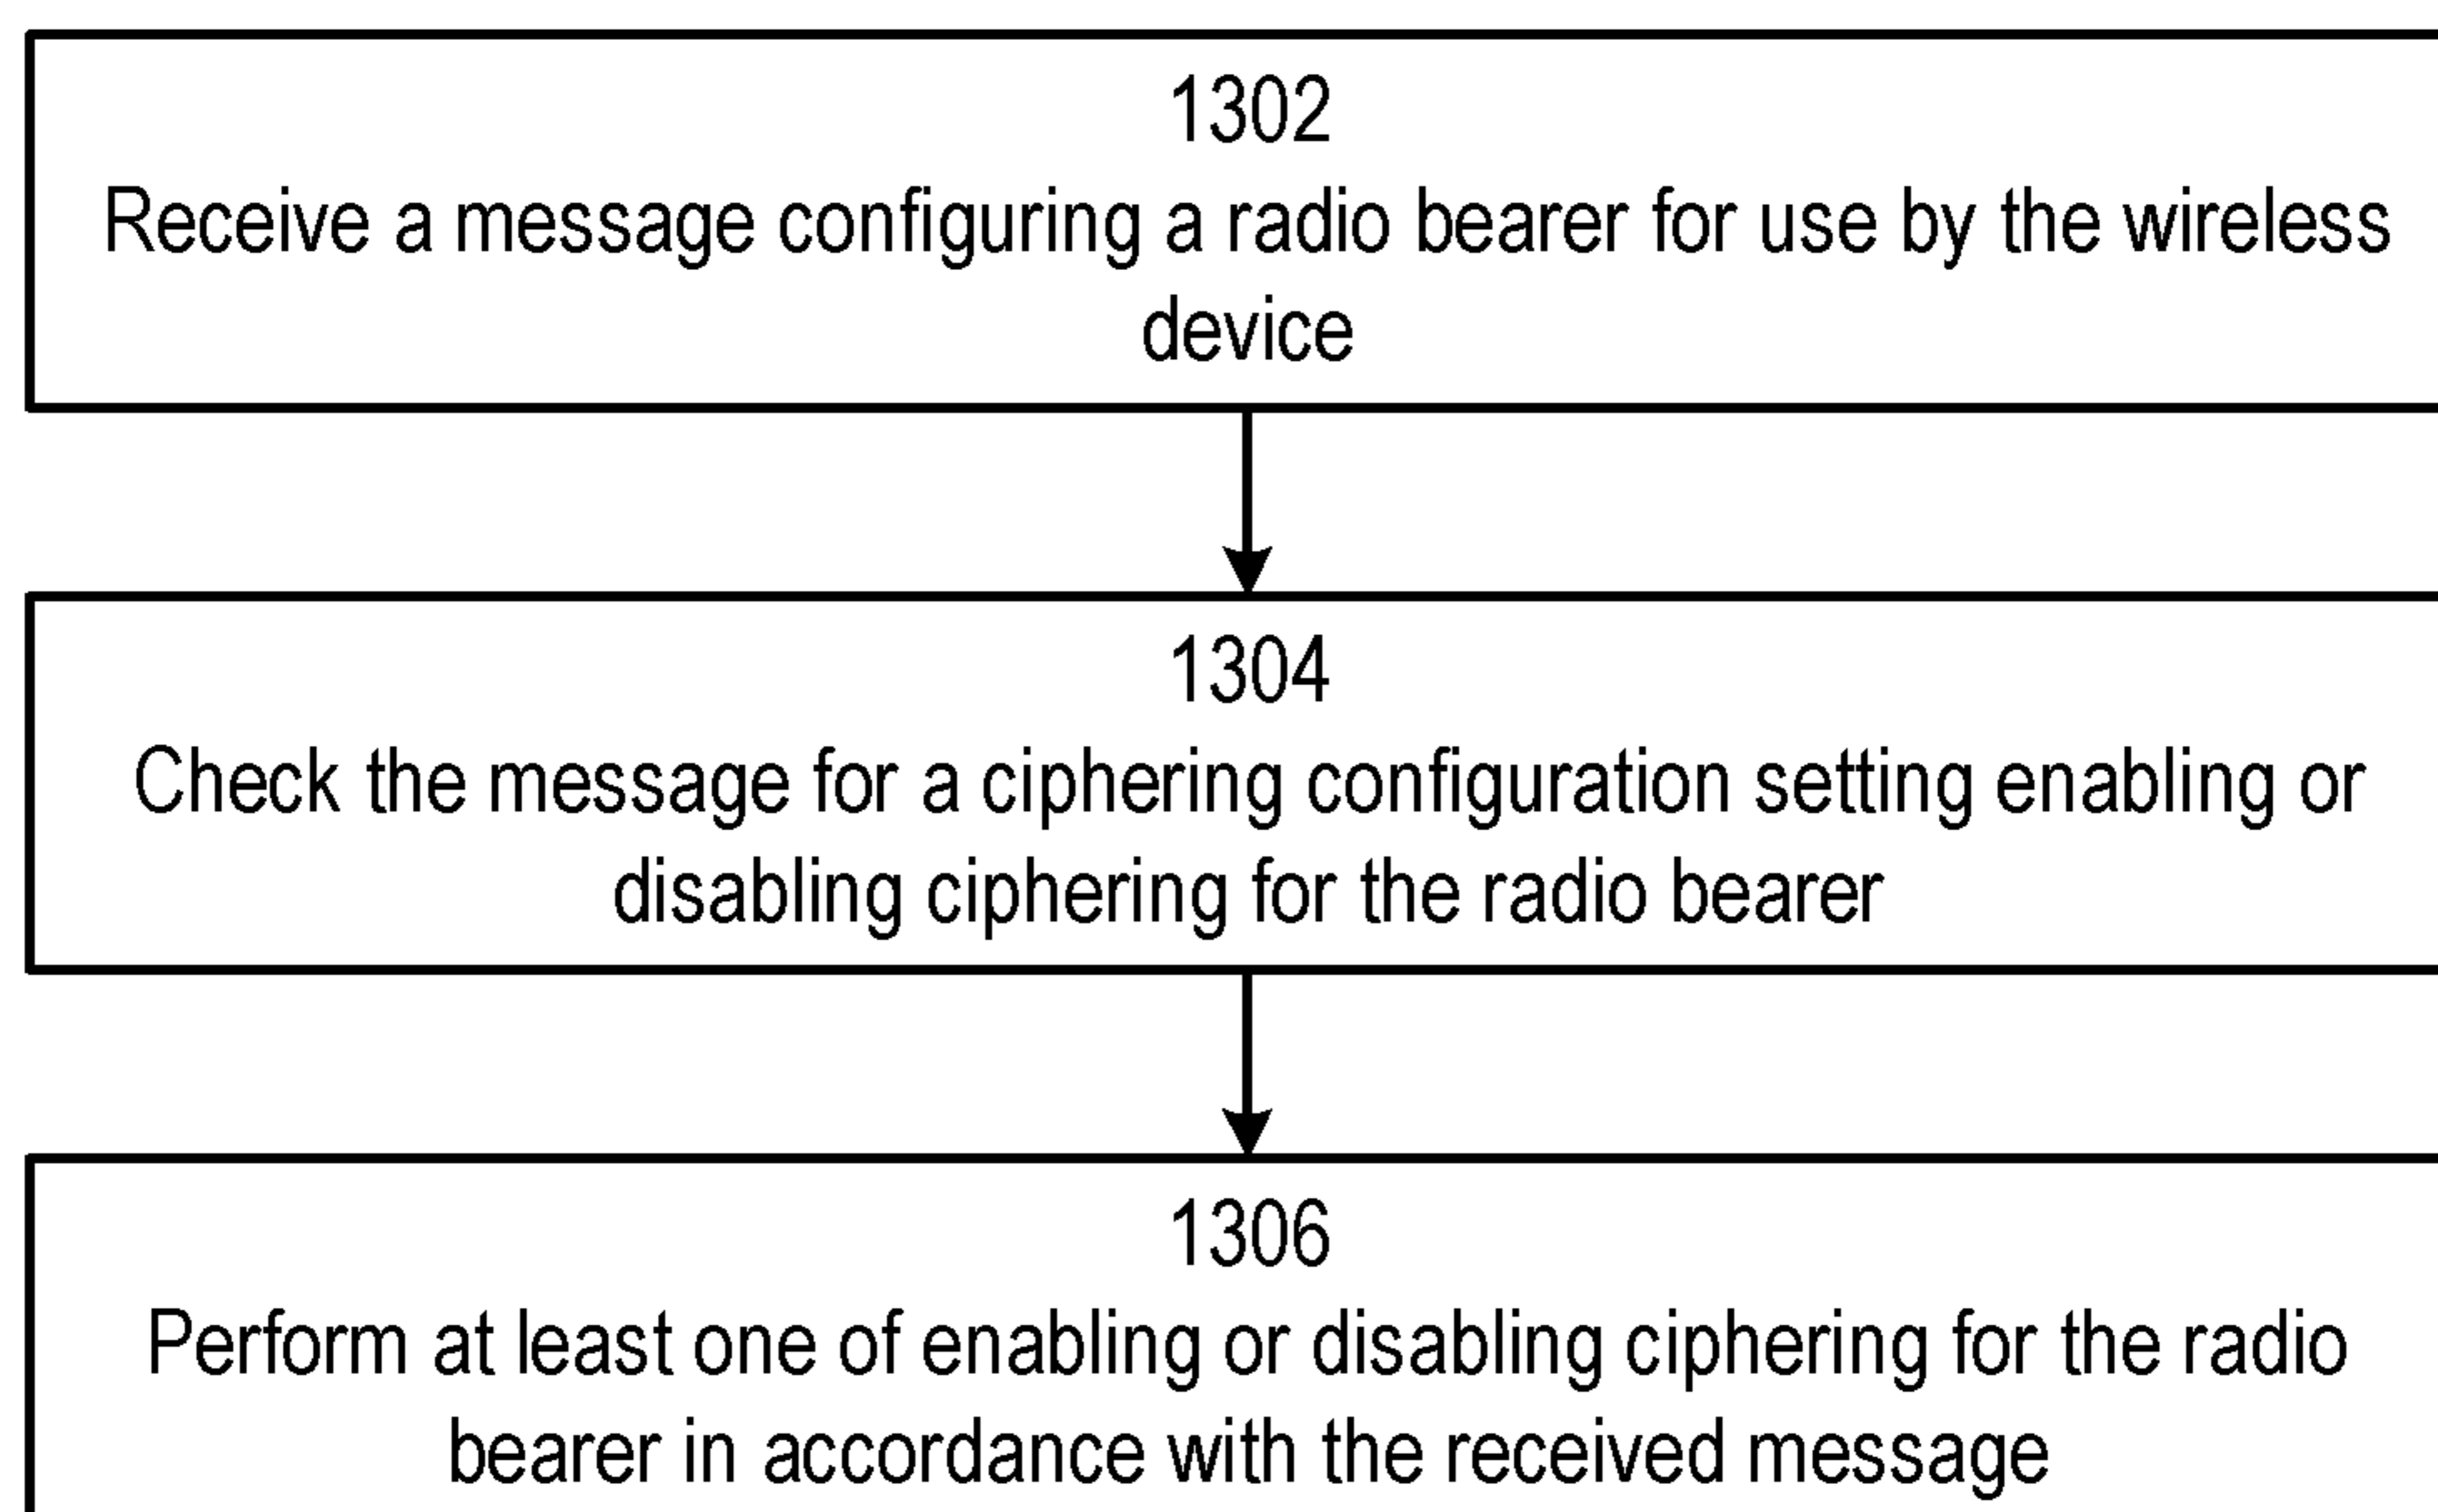 1302
Receive a message configuring a radio bearer for use by the wireless
device
1304
Check the message for a ciphering configuration setting enabling or
disabling ciphering for the radio bearer
1306
Perform at least one of enabling or disabling ciphering for the radio
bearer in accordance with the received message